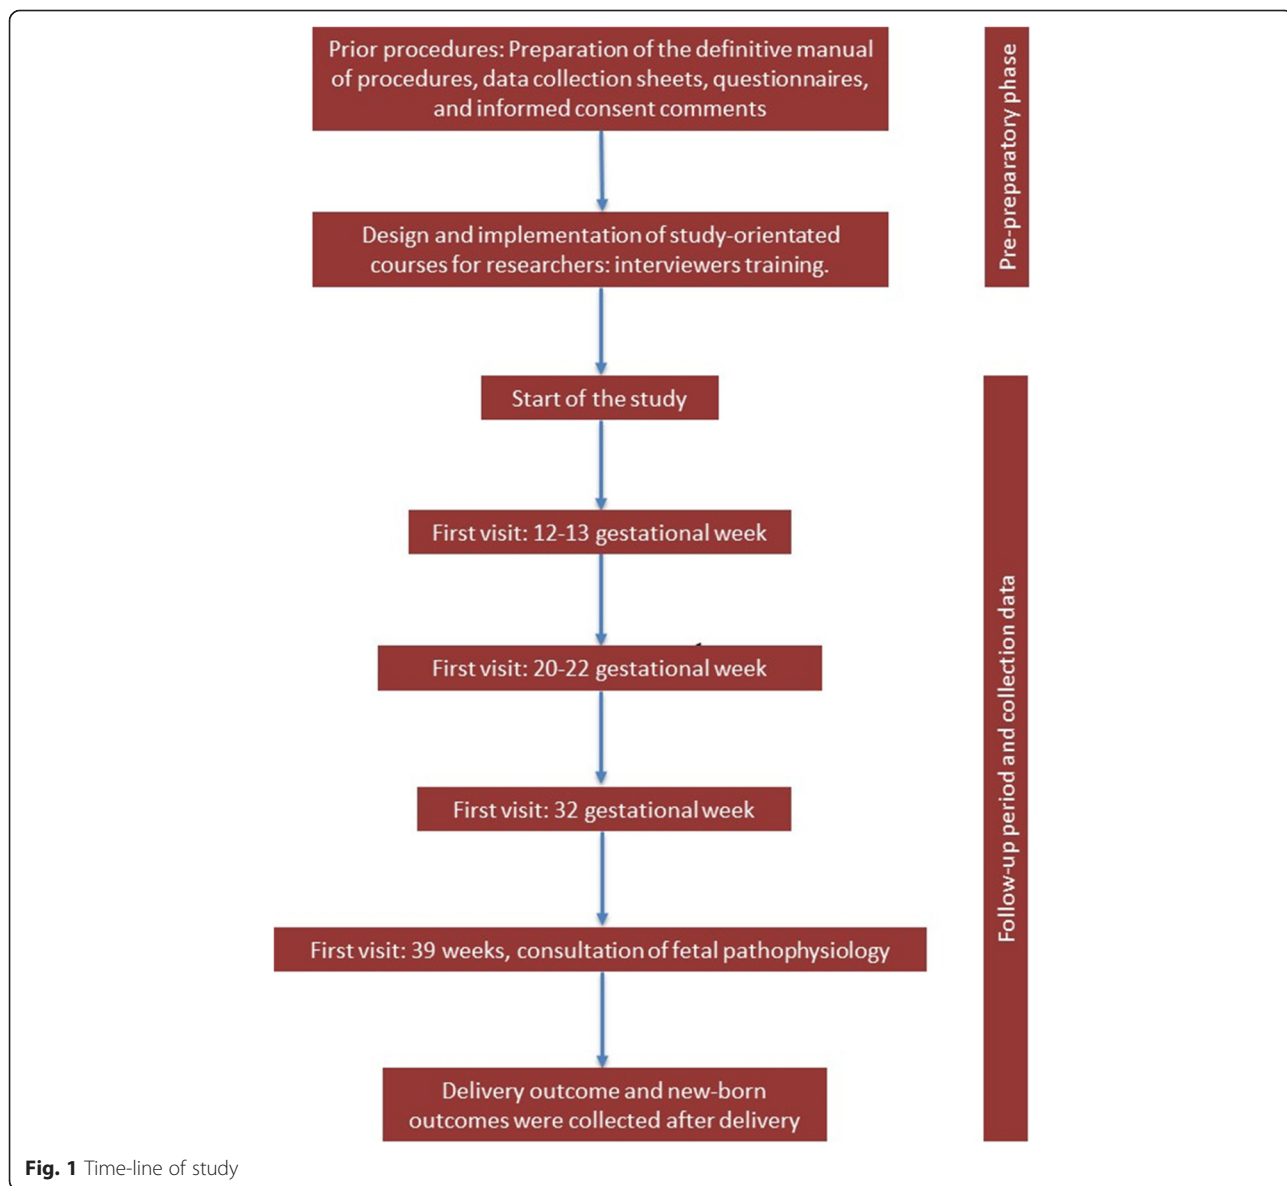 Prior procedures: Preparation of the definitive manual
of procedures, data collection sheets, questionnaires,
and informed consent comments
Pre-preparatory phase
Design and implementation of study-orientated
courses for researchers: interviewers training.
Start of the study
First visit: 12-13 gestational week
First visit: 20-22 gestational week
First visit: 32 gestational week
First visit: 39 weeks, consultation of fetal pathophysiology
Delivery outcome and new-born
outcomes were collected after delivery
Follow-up period and collection data
Fig. 1 Time-line of study